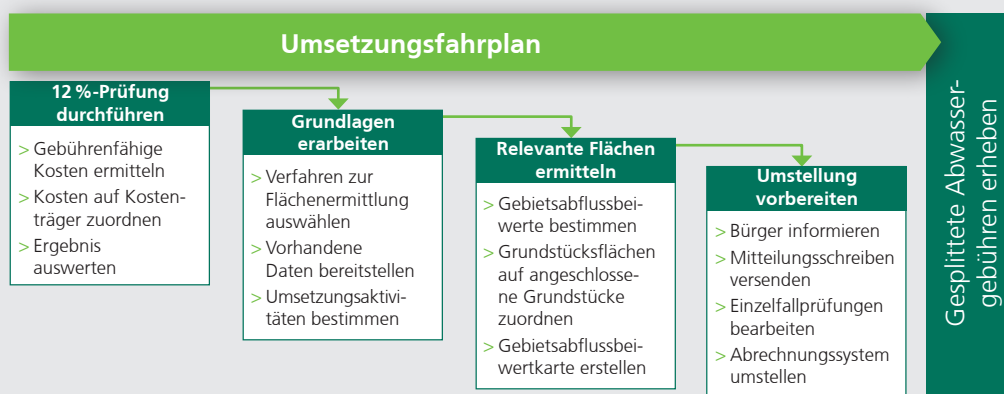 Umsetzungsfahrplan
12 %-Prüfung
durchführen
> Gebührenfähige
Kosten ermitteln
> Kosten auf Kosten-
träger zuordnen
> Ergebnis
auswerten
Grundlagen
erarbeiten
> Verfahren zur
Flächenermittlung
auswählen
> Vorhandene
Daten bereitstellen
> Umsetzungsaktivi-
täten bestimmen
Relevante Flächen
ermitteln
> Gebietsabflussbei-
werte bestimmen
> Grundstücksflächen
auf angeschlosse-
ne Grundstücke
zuordnen
> Gebietsabflussbei-
wertkarte erstellen
Umstellung
vorbereiten
> Bürger informieren
> Mitteilungsschreiben
versenden
> Einzelfallprüfungen
bearbeiten
> Abrechnungssystem
umstellen
Gesplittete Abwasser-
gebühren erheben